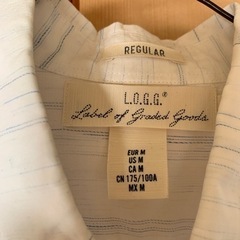 REGULAR
L.O.G.G.®
Label of Graded Goods
EUR M
US M
CA M
CN 175/100A
MX M